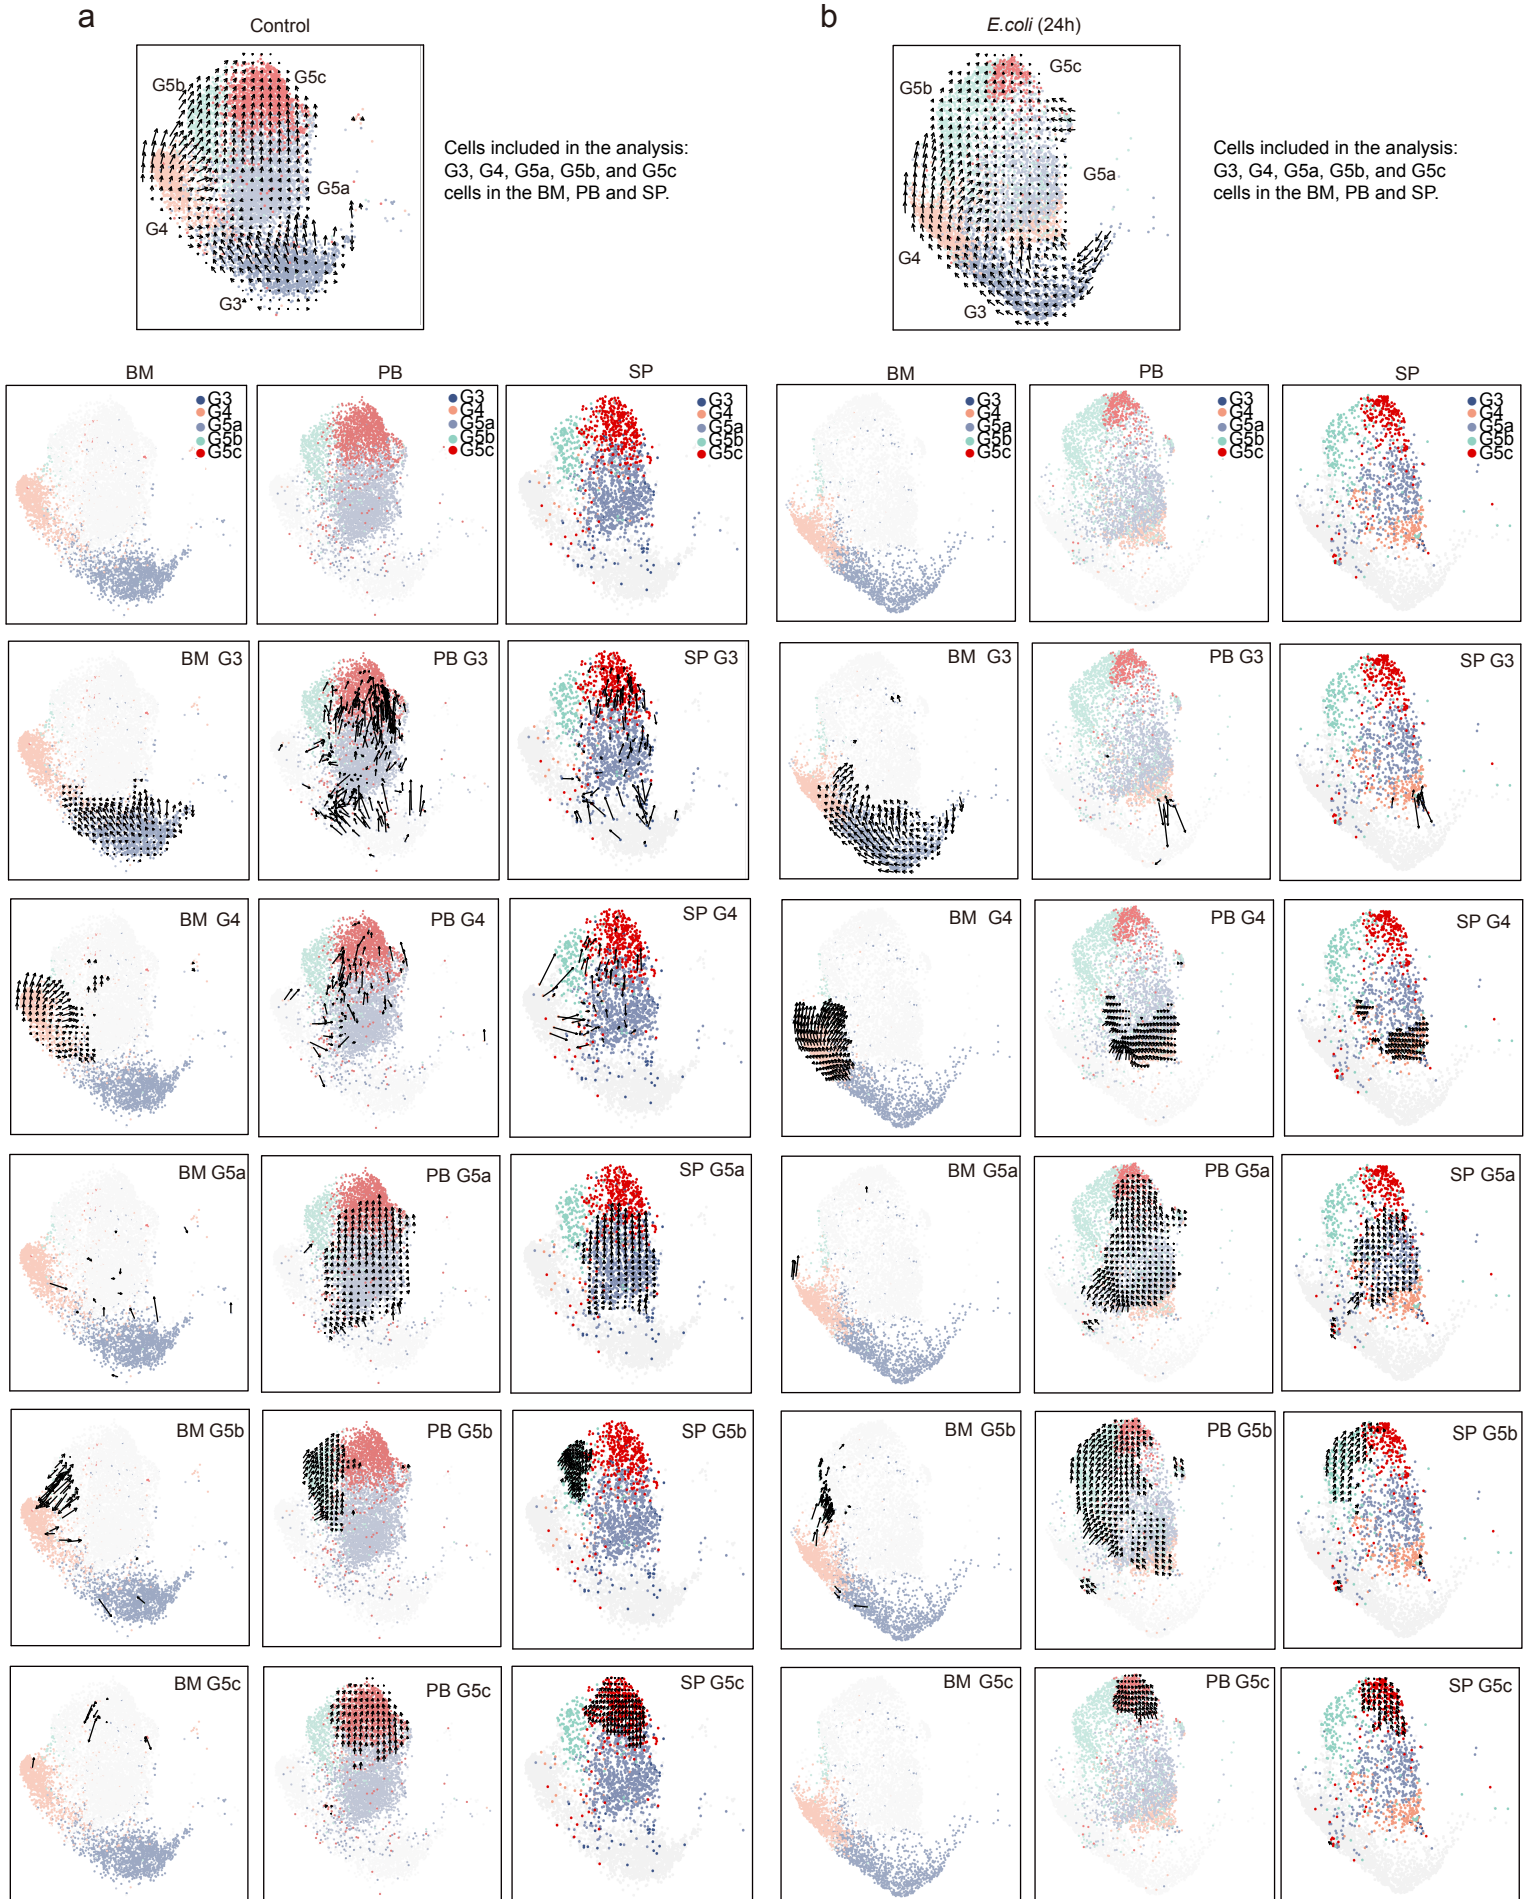 a
Control
G5b
G5c
G5a
G4
G3
Cells included in the analysis:
G3, G4, G5a, G5b, and G5c
cells in the BM, PB and SP.
b
E.coli (24h)
G5c
G5b
G5a
G4
G3
Cells included in the analysis:
G3, G4, G5a, G5b, and G5c
cells in the BM, PB and SP.
BM
PB
SP
BM
PB
SP
G3
G4
G5a
G5b
G5c
G3
G4
G5a
G5b
G5c
G3
G4
G5a
G5b
G5c
G3
G4
G5a
G5b
G5c
G3
G4
G5a
G5b
G5c
G3
G4
G5a
G5b
G5c
BM G3
PB G3
SP G3
BM G3
PB G3
SP G3
BM G4
PB G4
SP G4
BM G4
PB G4
SP G4
BM G5a
PB G5a
SP G5a
BM G5a
PB G5a
SP G5a
BM G5b
PB G5b
SP G5b
BM G5b
PB G5b
SP G5b
BM G5c
PB G5c
SP G5c
BM G5c
PB G5c
SP G5c